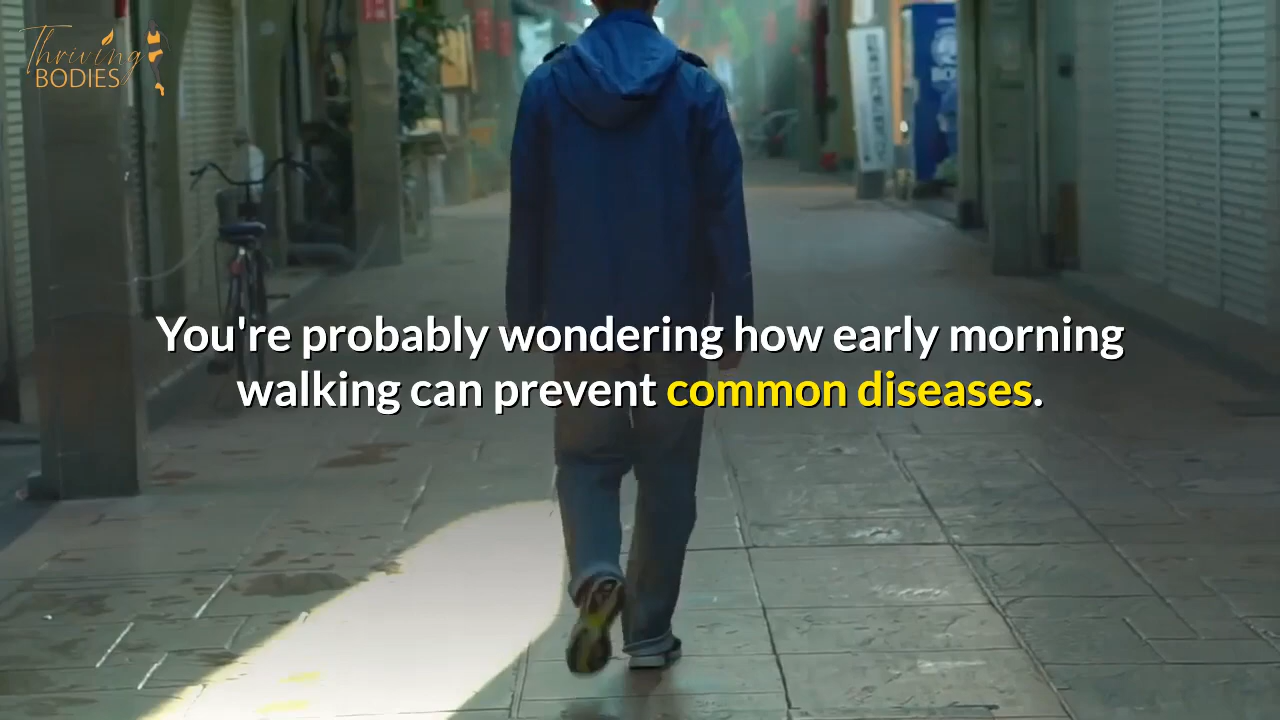 Thriving
BODIES
You're probably wondering how early morning
walking can prevent common diseases.